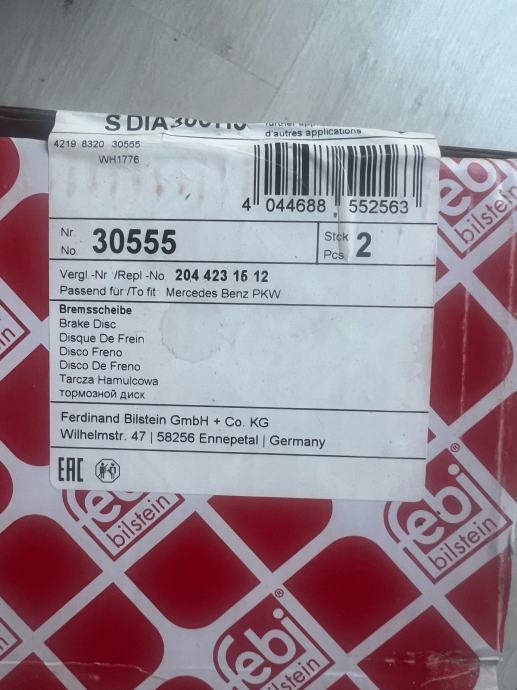 S DIA
d'autres applications
4219 8320 30555
WH1776
4 044688 552563
Nr.
No. 30555
Stck
Pcs. 2
Vergl.-Nr /Repl-No. 204 423 15 12
Passend für /To fit Mercedes Benz PKW
Bremsscheibe
Brake Disc
Disque De Frein
Disco Freno
Disco De Freno
Tarcza Hamulcowa
тормозной диск
Ferdinand Bilstein GmbH + Co. KG
Wilhelmstr. 47 | 58256 Ennepetal | Germany
EAC
febi
bilstein
bilstein
febi
bilstein
febi
bilstein